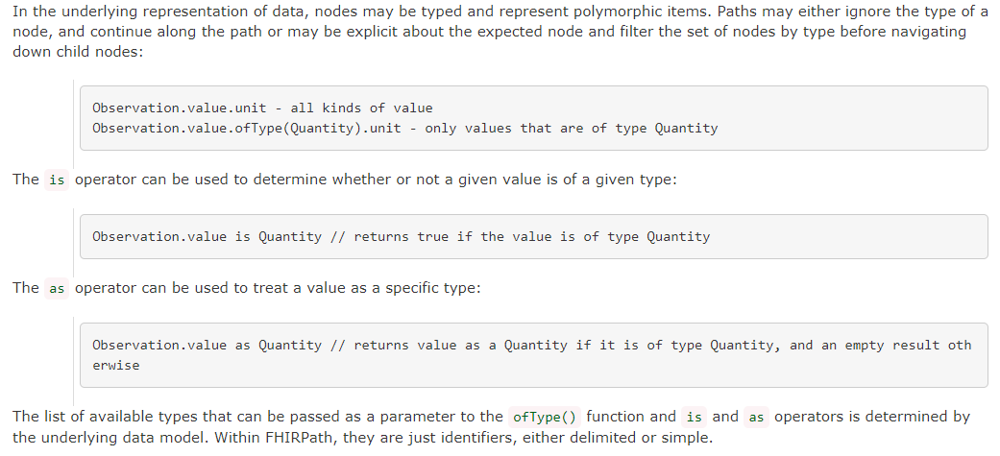 In the underlying representation of data, nodes may be typed and represent polymorphic items. Paths may either ignore the type of a
node, and continue along the path or may be explicit about the expected node and filter the set of nodes by type before navigating
down child nodes:
Observation.value.unit - all kinds of value
Observation.value.ofType(Quantity).unit - only values that are of type Quantity
The is operator can be used to determine whether or not a given value is of a given type:
Observation.value is Quantity // returns true if the value is of type Quantity
The as operator can be used to treat a value as a specific type:
Observation.value as Quantity // returns value as a Quantity if it is of type Quantity, and an empty result oth
erwise
The list of available types that can be passed as a parameter to the ofType() function and is and as operators is determined by
the underlying data model. Within FHIRPath, they are just identifiers, either delimited or simple.